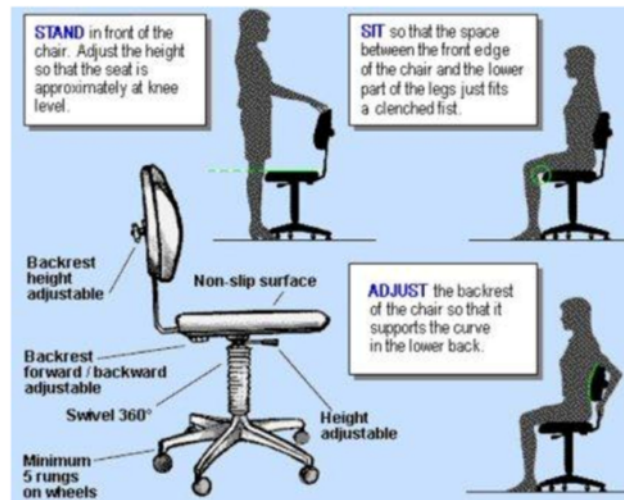 STAND in front of the
chair. Adjust the height
so that the seat is
approximately at knee
level.
SIT so that the space
between the front edge
of the chair and the lower
part of the legs just fits
a clenched fist.
Backrest
height
adjustable
Non-slip surface
ADJUST the backrest
of the chair so that it
supports the curve
in the lower back.
Backrest
forward / backward
adjustable
Swivel 360°
Height
adjustable
Minimum
5 rungs
on wheels